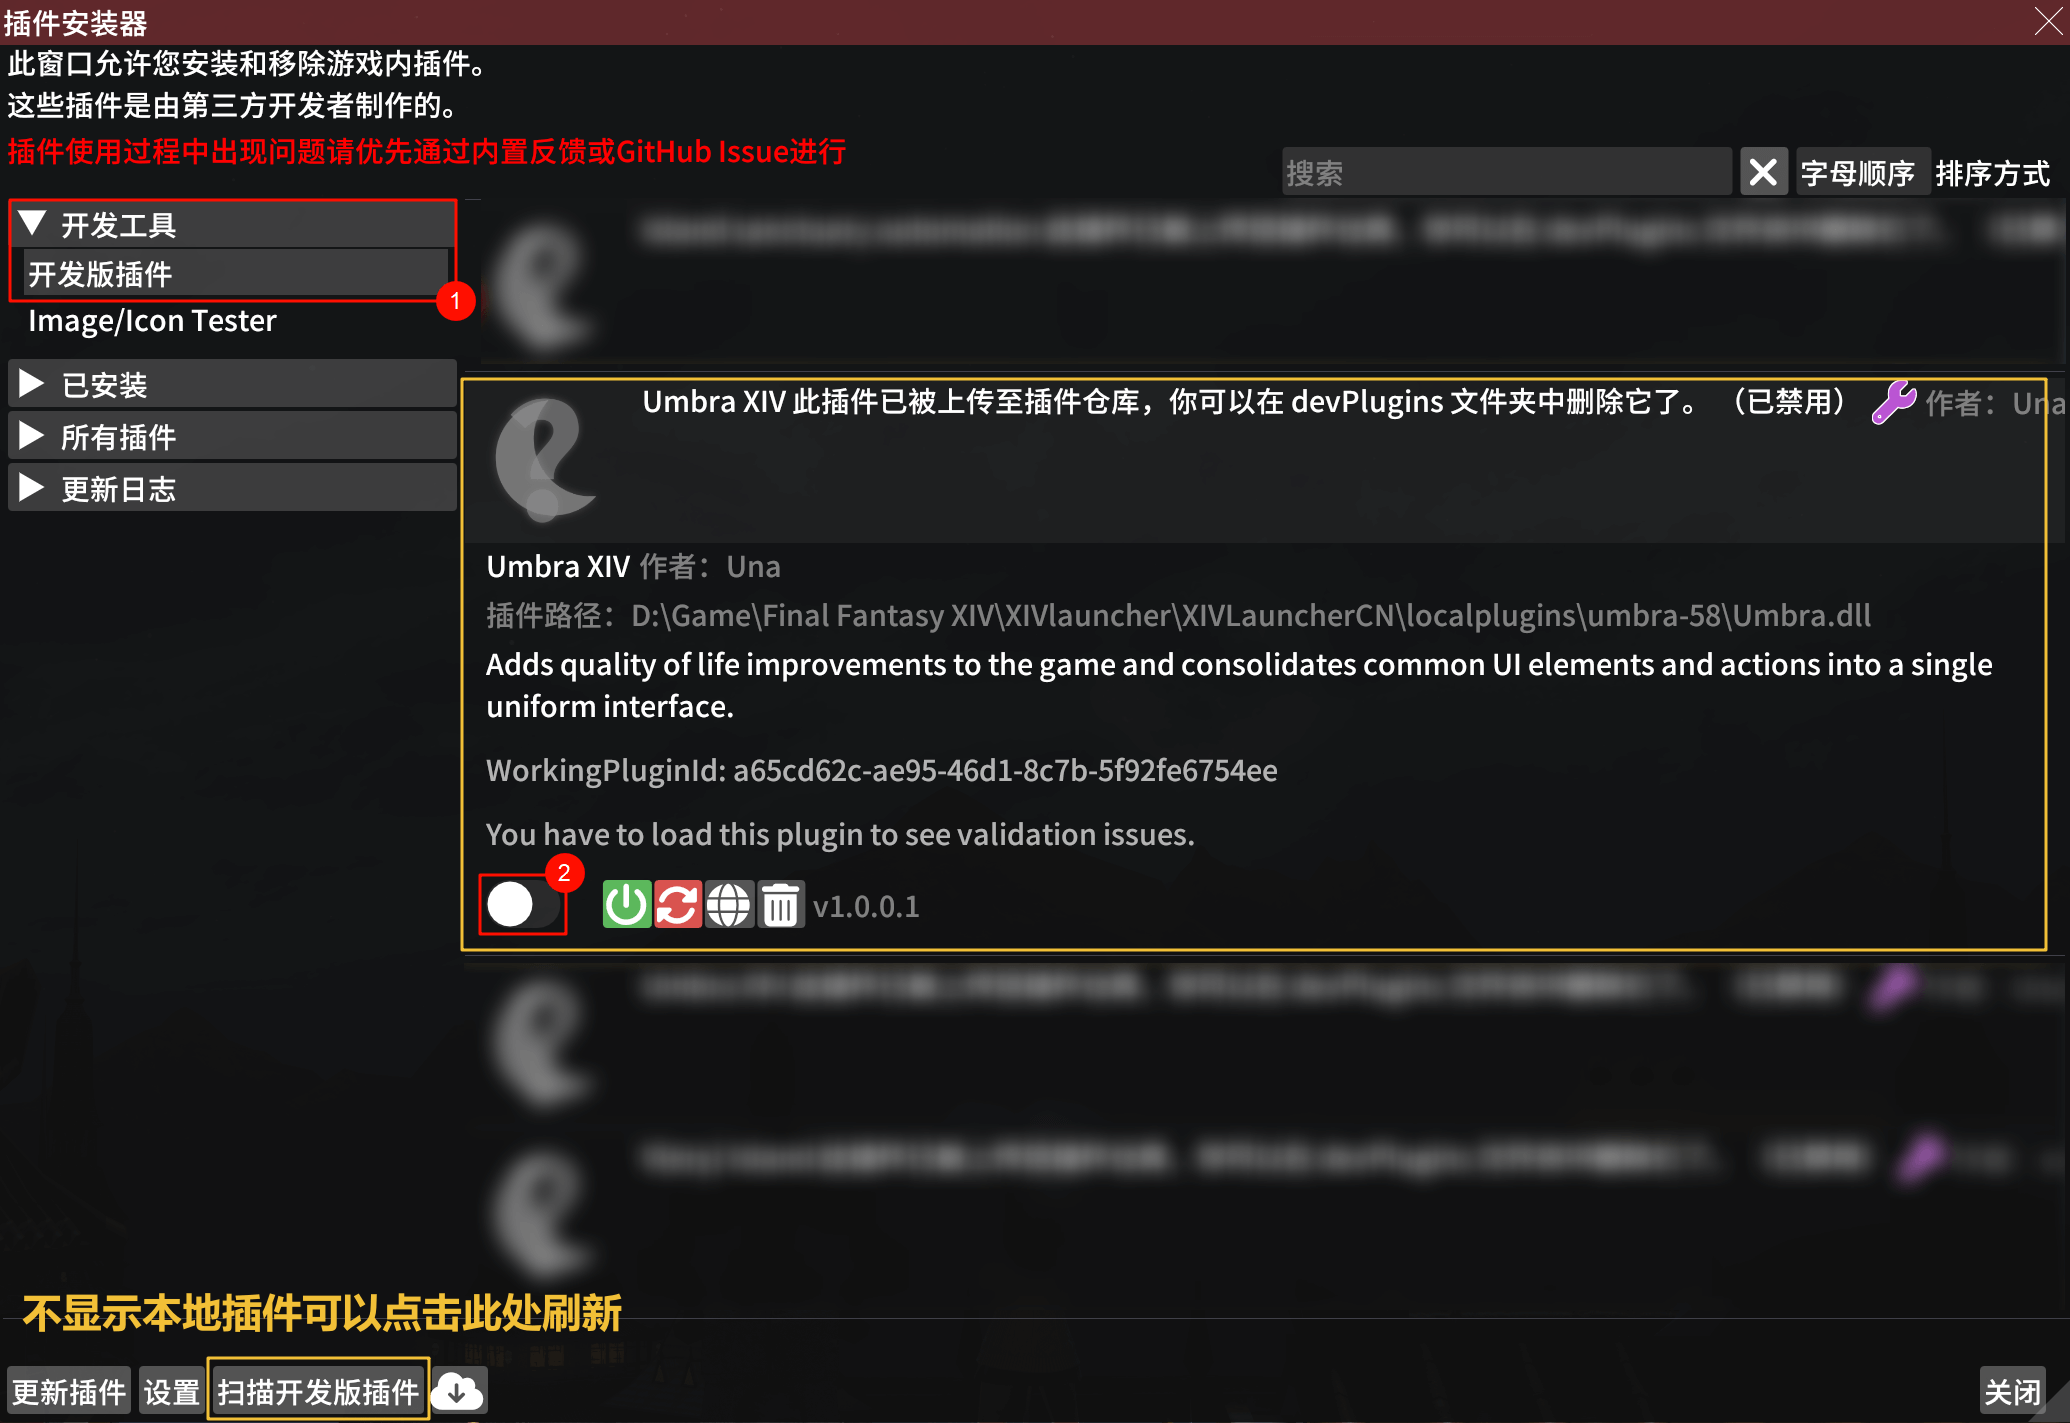 插件安装器
此窗口允许您安装和移除游戏内插件。
这些插件是由第三方开发者制作的。
插件使用过程中出现问题请优先通过内置反馈或GitHub Issue进行
搜索
字母顺序 排序方式
开发工具
开发版插件
1
Image/Icon Tester
已安装
所有插件
更新日志
Umbra XIV 此插件已被上传至插件仓库，你可以在 devPlugins 文件夹中删除它了。 （已禁用） 作者：Una
Umbra XIV 作者：Una
插件路径：D:\Game\Final Fantasy XIV\XIVlauncher\XIVLauncherCN\localplugins\umbra-58\Umbra.dll
Adds quality of life improvements to the game and consolidates common UI elements and actions into a single
uniform interface.
WorkingPluginId: a65cd62c-ae95-46d1-8c7b-5f92fe6754ee
You have to load this plugin to see validation issues.
2
v1.0.0.1
不显示本地插件可以点击此处刷新
更新插件 设置 扫描开发版插件
关闭